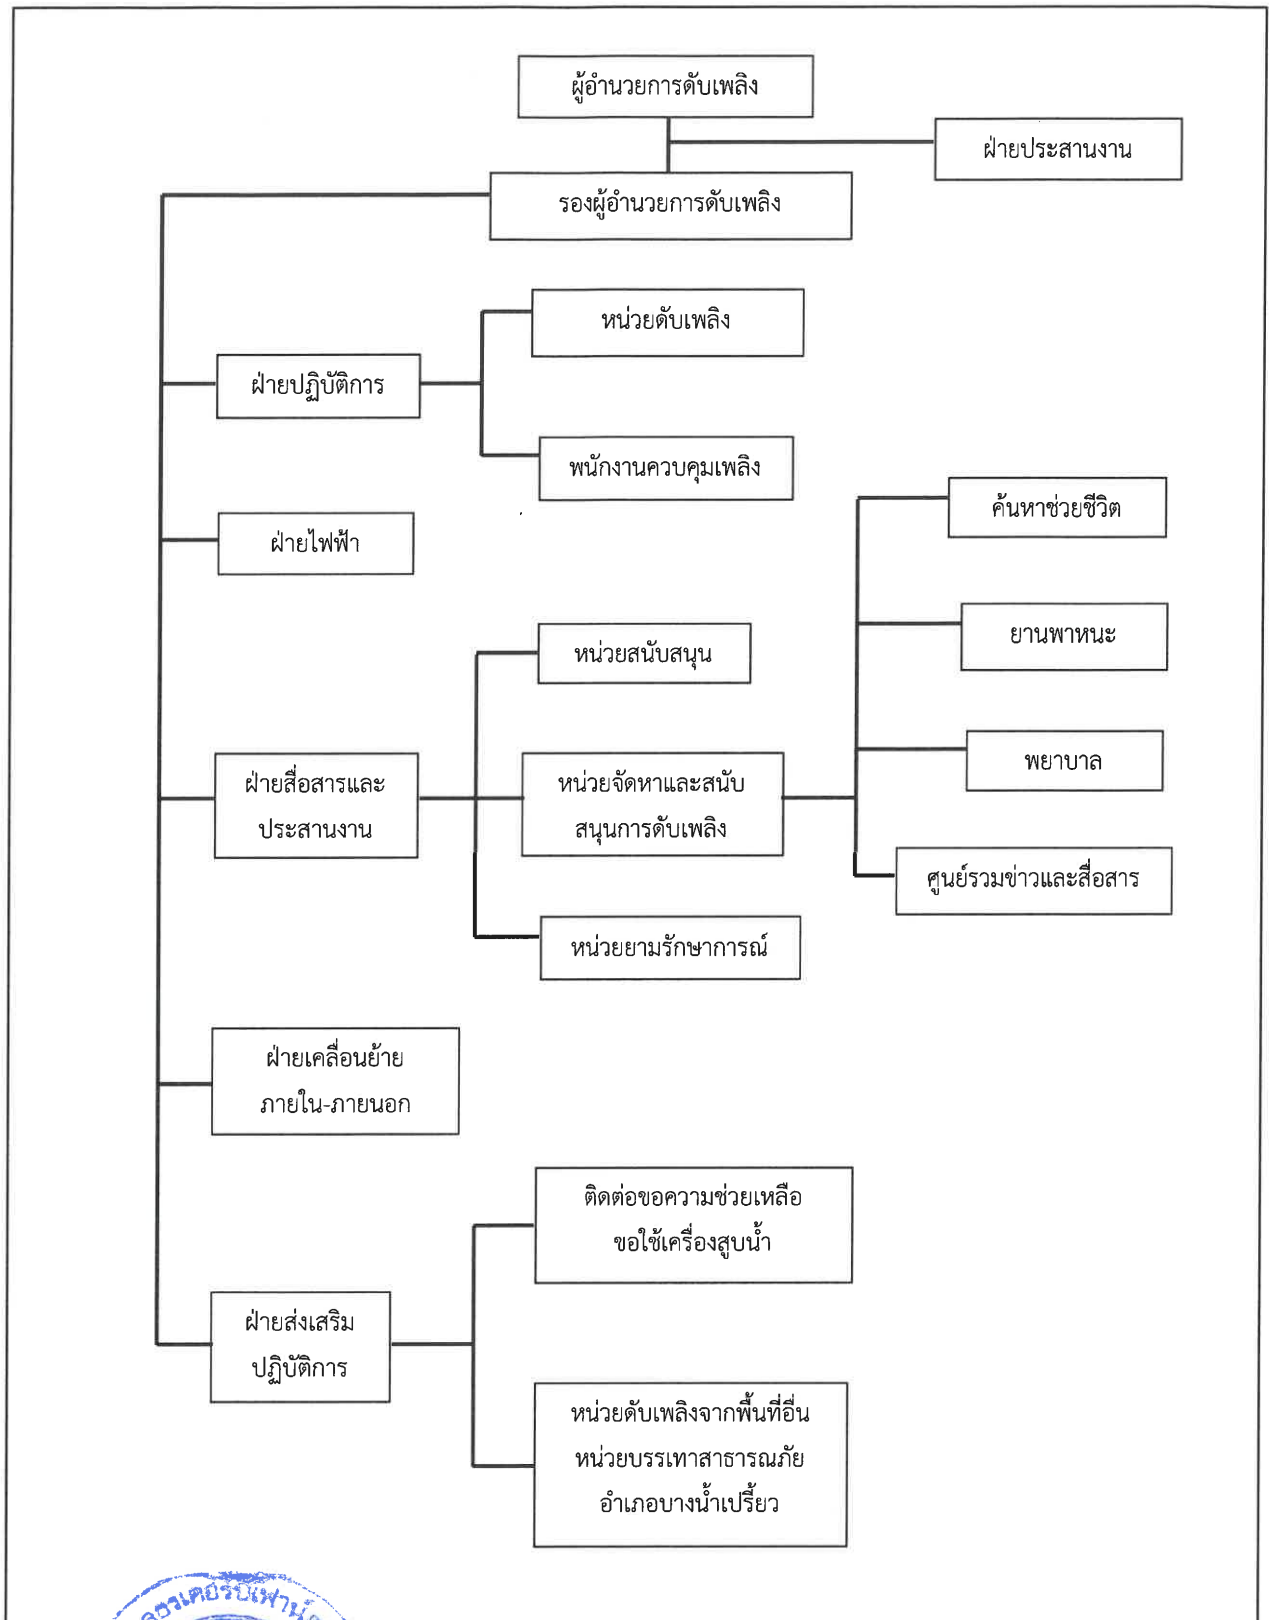 ผู้อำนวยการดับเพลิง
ฝ่ายประสานงาน
รองผู้อำนวยการดับเพลิง
หน่วยดับเพลิง
ฝ่ายปฏิบัติการ
พนักงานควบคุมเพลิง
ค้นหาช่วยชีวิต
ฝ่ายไฟฟ้า
ยานพาหนะ
หน่วยสนับสนุน
พยาบาล
ฝ่ายสื่อสารและ
ประสานงาน
หน่วยจัดหาและสนับ
สนุนการดับเพลิง
ศูนย์รวมข่าวและสื่อสาร
หน่วยยามรักษาการณ์
ฝ่ายเคลื่อนย้าย
ภายใน-ภายนอก
ติดต่อขอความช่วยเหลือ
ขอใช้เครื่องสูบน้ำ
ฝ่ายส่งเสริม
ปฏิบัติการ
หน่วยดับเพลิงจากพื้นที่อื่น
หน่วยบรรเทาสาธารณภัย
อำเภอบางน้ำเปรี้ยว